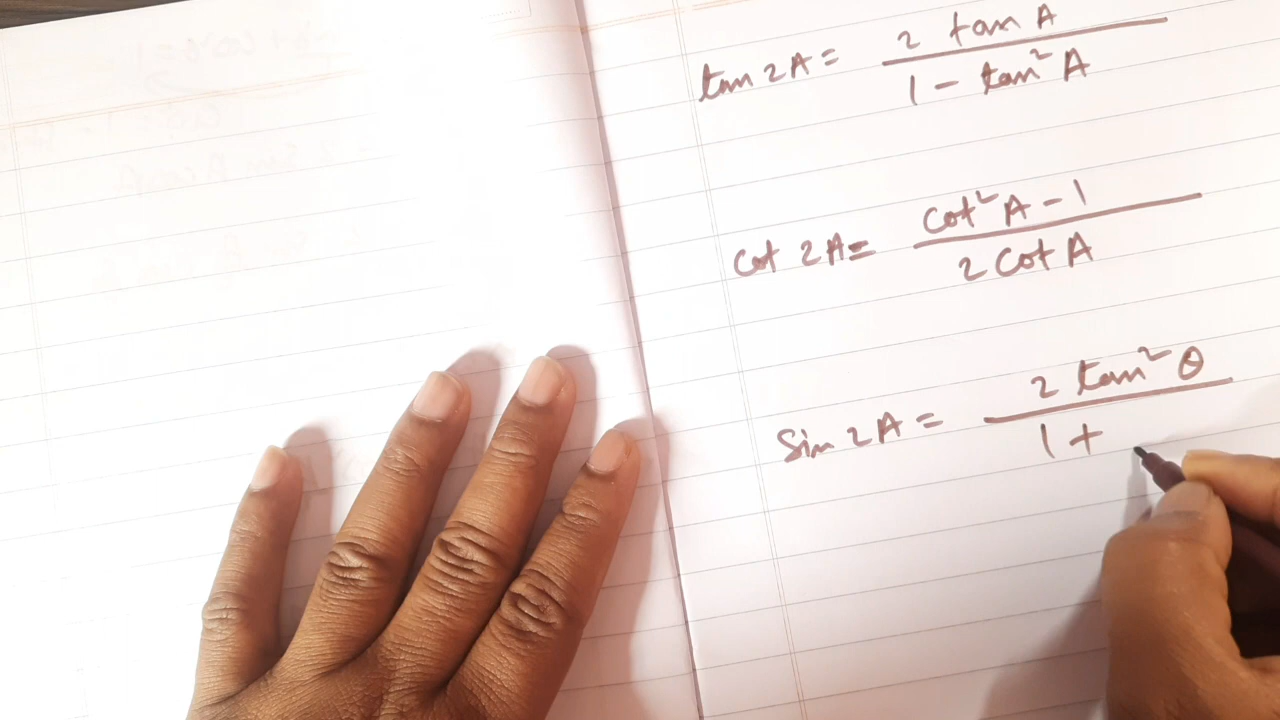 tan 2A = 2 tan A / 1 - tan² A
cot 2A = cot² A - 1 / 2 cot A
Sin 2A = 2 tan² θ / 1 +